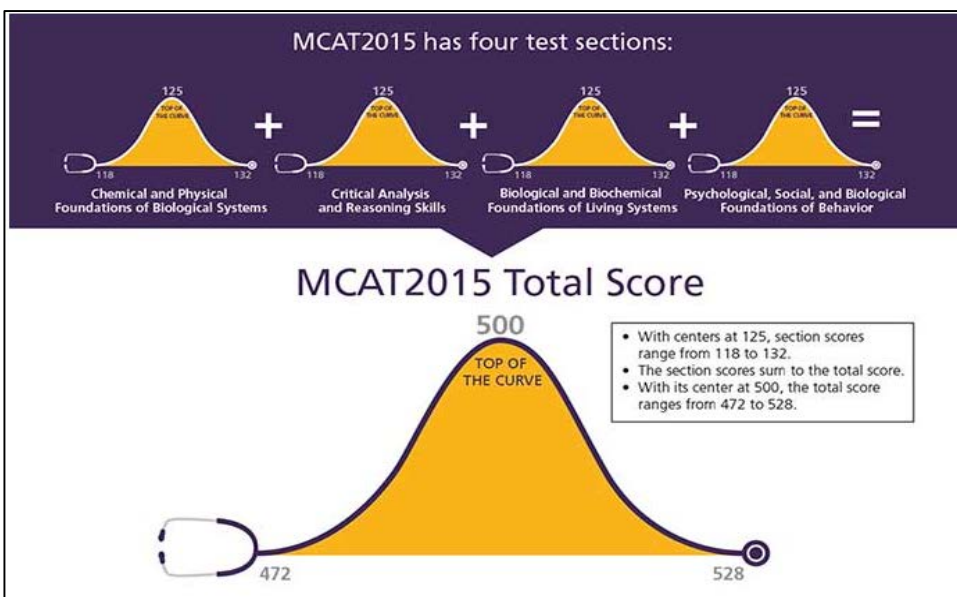 MCAT2015 has four test sections:
125
TOP OF
THE CURVE
118
132
Chemical and Physical
Foundations of Biological Systems
+
125
TOP OF
THE CURVE
118
132
Critical Analysis
and Reasoning Skills
+
125
TOP OF
THE CURVE
118
132
Biological and Biochemical
Foundations of Living Systems
+
125
TOP OF
THE CURVE
118
132
Psychological, Social, and Biological
Foundations of Behavior
=
MCAT2015 Total Score
500
TOP OF
THE CURVE
472
528
• With centers at 125, section scores
range from 118 to 132.
• The section scores sum to the total score.
• With its center at 500, the total score
ranges from 472 to 528.